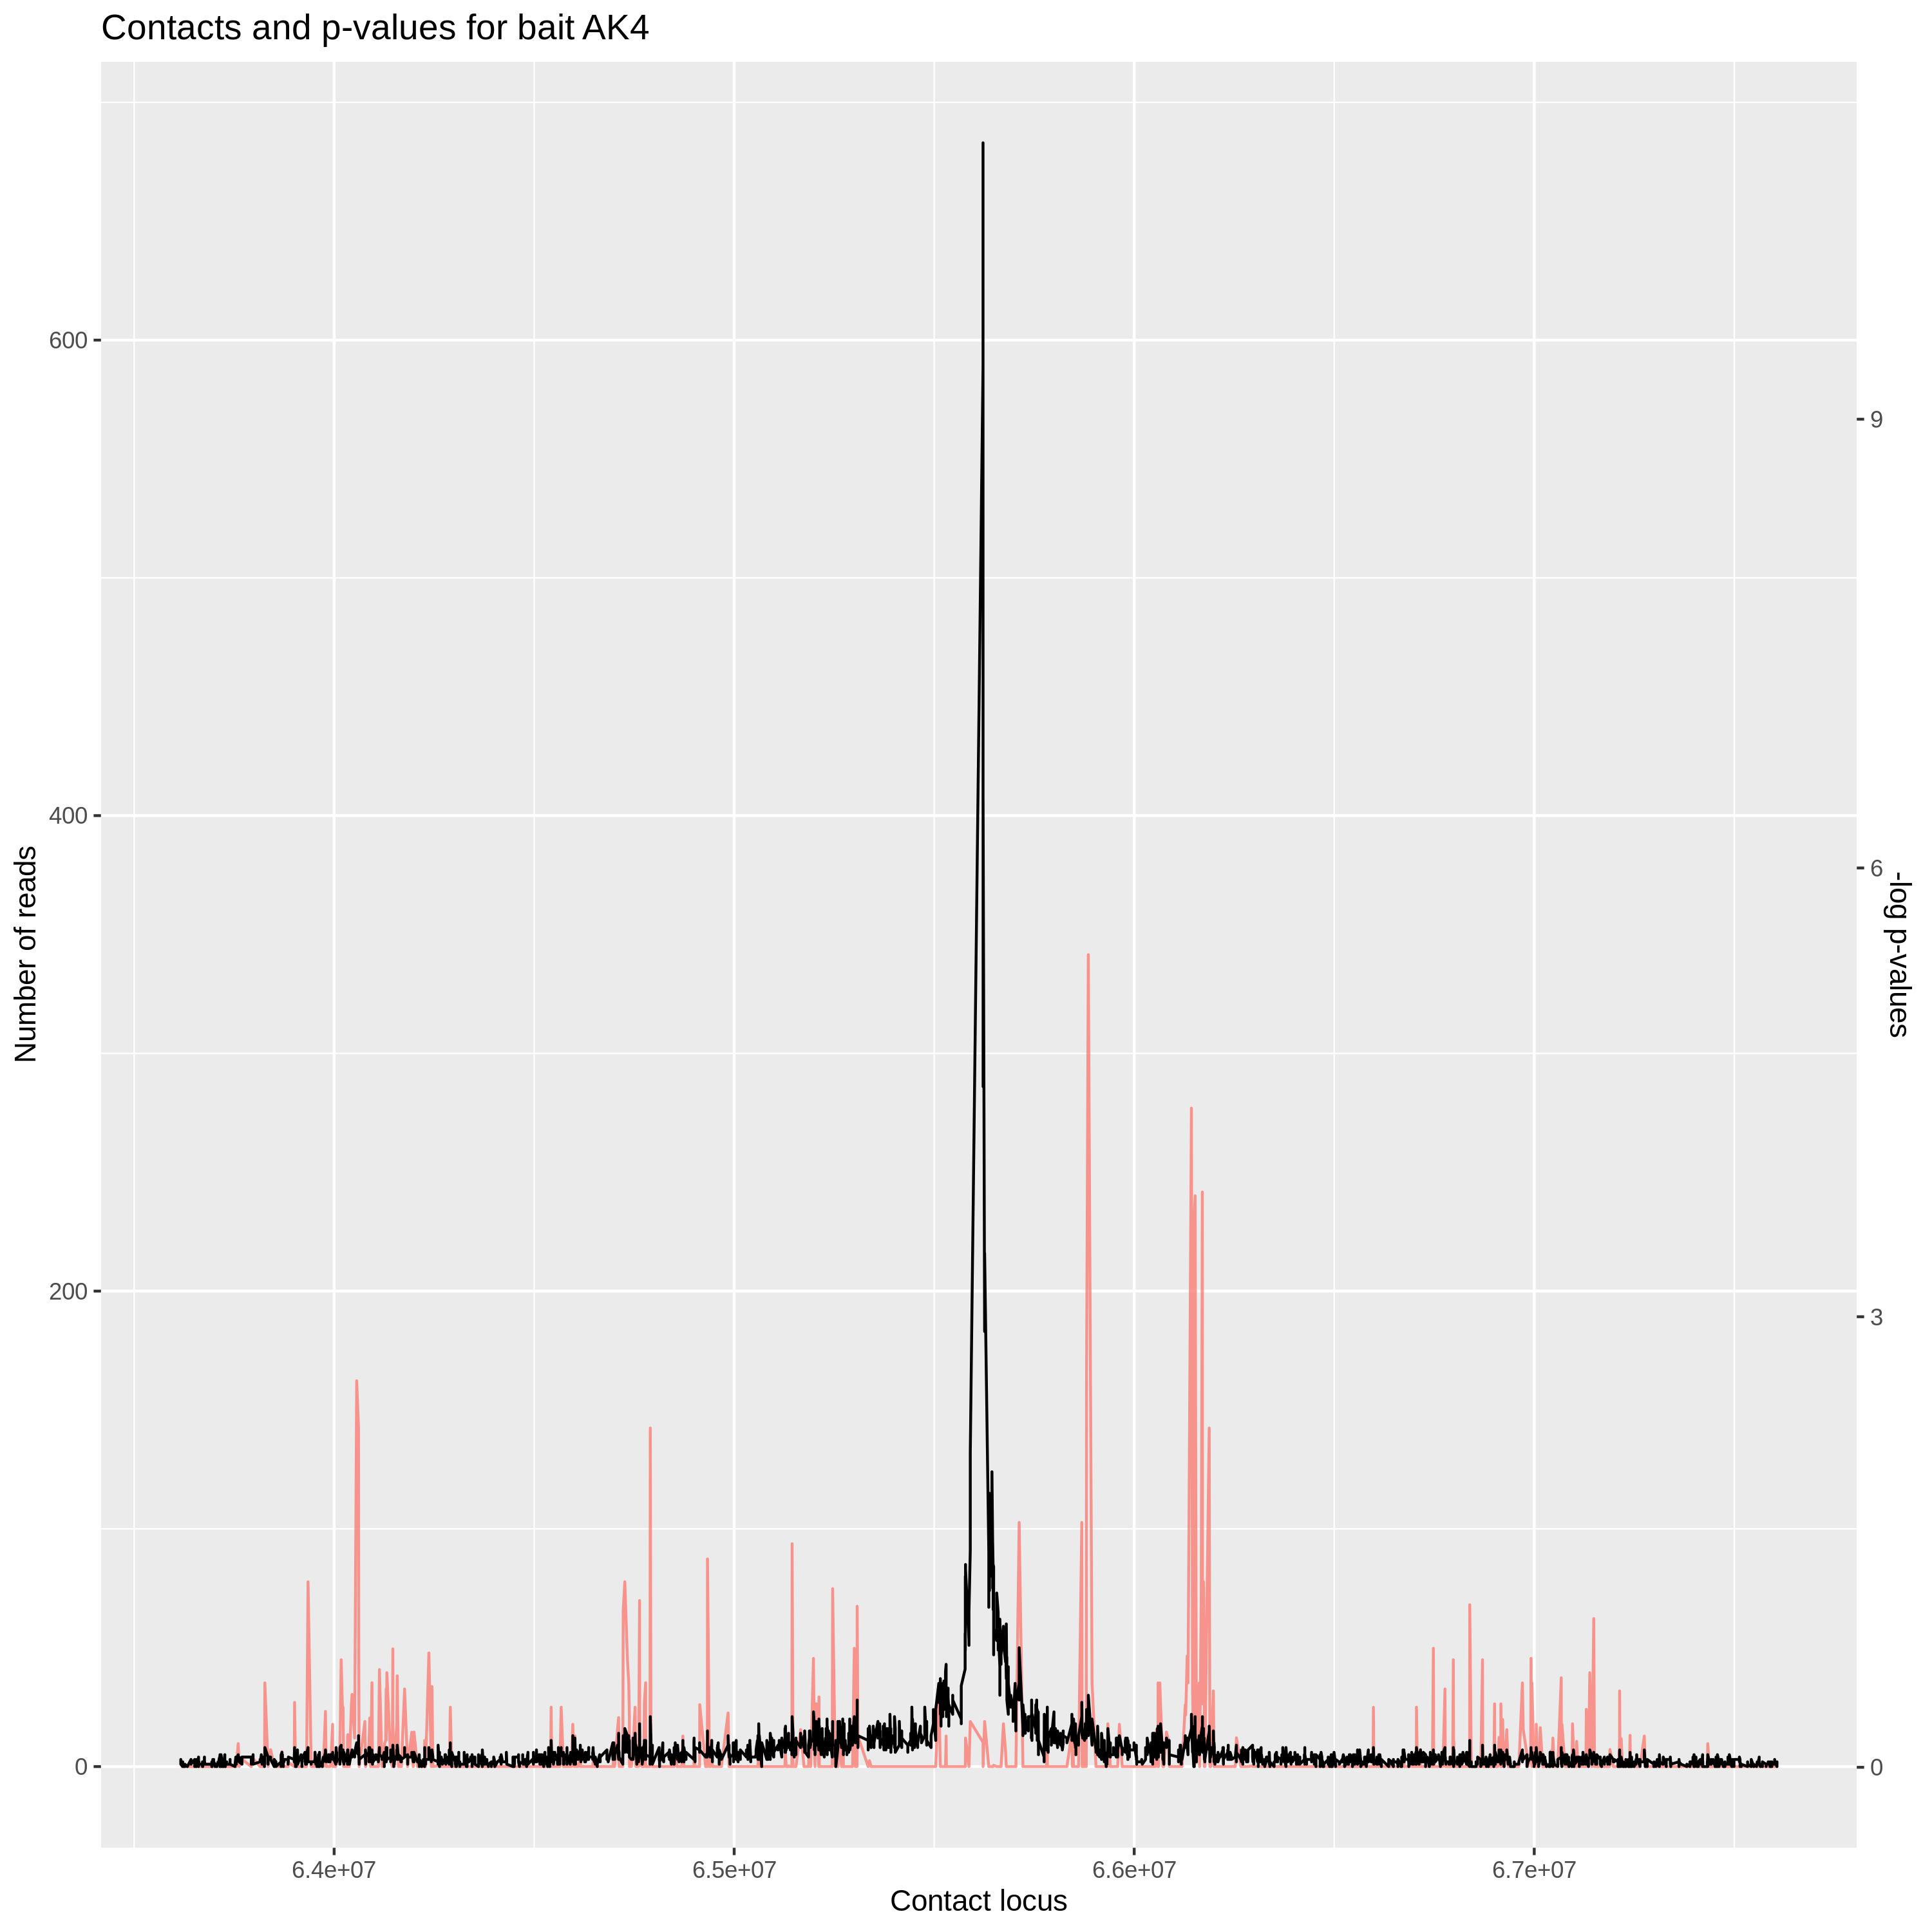 Contacts and p-values for bait AK4
600
400
200
0
Number of reads
9
6
3
0
-log p-values
6.4e+07
6.5e+07
6.6e+07
6.7e+07
Contact locus